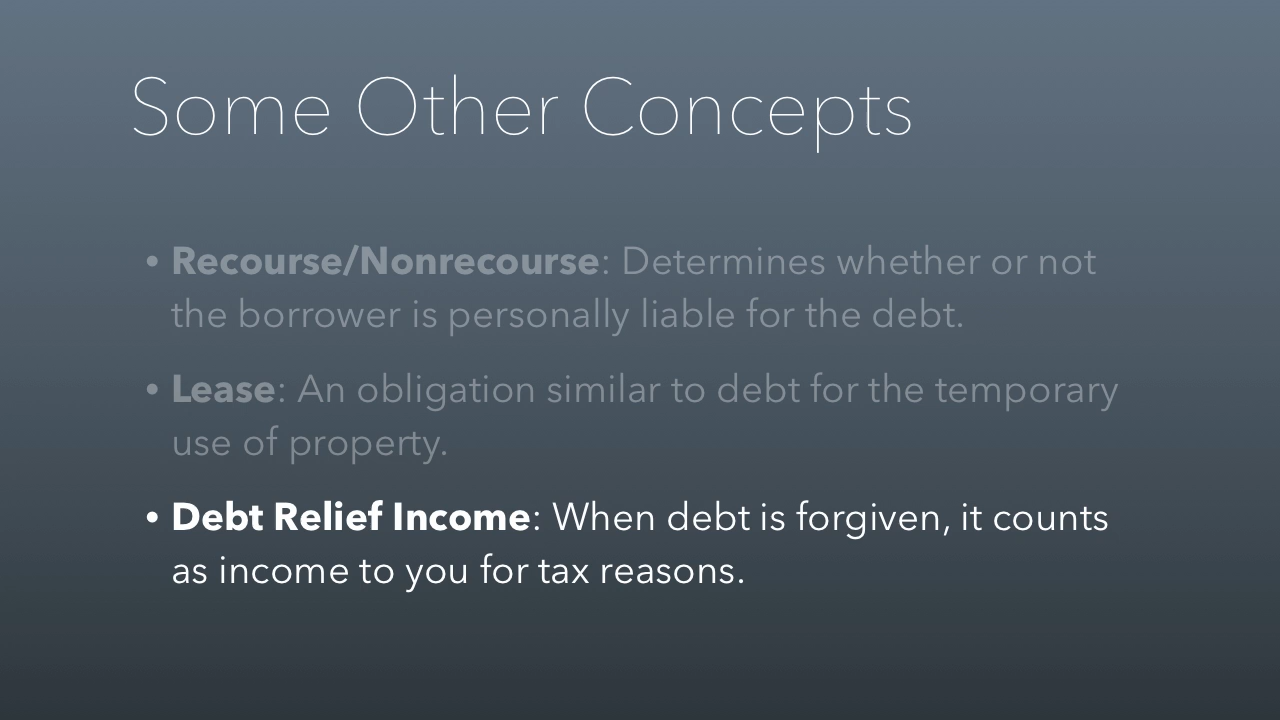 Some Other Concepts
• Recourse/Nonrecourse: Determines whether or not
the borrower is personally liable for the debt.
• Lease: An obligation similar to debt for the temporary
use of property.
• Debt Relief Income: When debt is forgiven, it counts
as income to you for tax reasons.